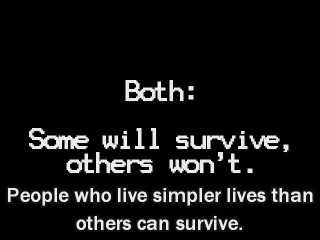 Both:
Some will survive,
others won't.
People who live simpler lives than
others can survive.